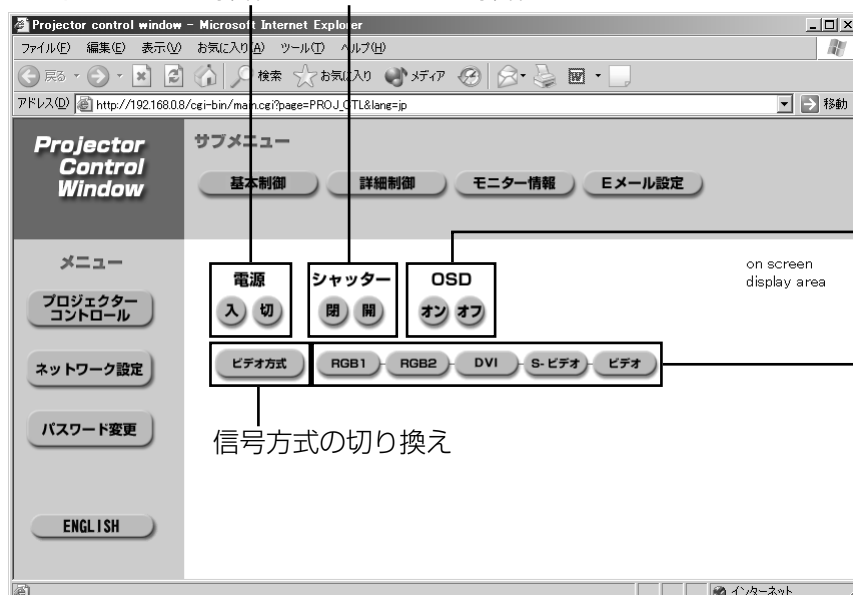 Projector control window - Microsoft Internet Explorer
ファイル(F) 編集(E) 表示(V) お気に入り(A) ツール(T) ヘルプ(H)
戻る 検索 お気に入り メディア
アドレス(D) http://192.168.0.8/cgi-bin/main.cgi?page=PROJ_CTL&lang=jp 移動
Projector
Control
Window
サブメニュー
基本制御 詳細制御 モニター情報 Eメール設定
メニュー
プロジェクター
コントロール
ネットワーク設定
パスワード変更
ENGLISH
電源 シャッター OSD
入 切 閉 開 オン オフ
on screen
display area
ビデオ方式 RGB1 RGB2 DVI S-ビデオ ビデオ
信号方式の切り換え
インターネット